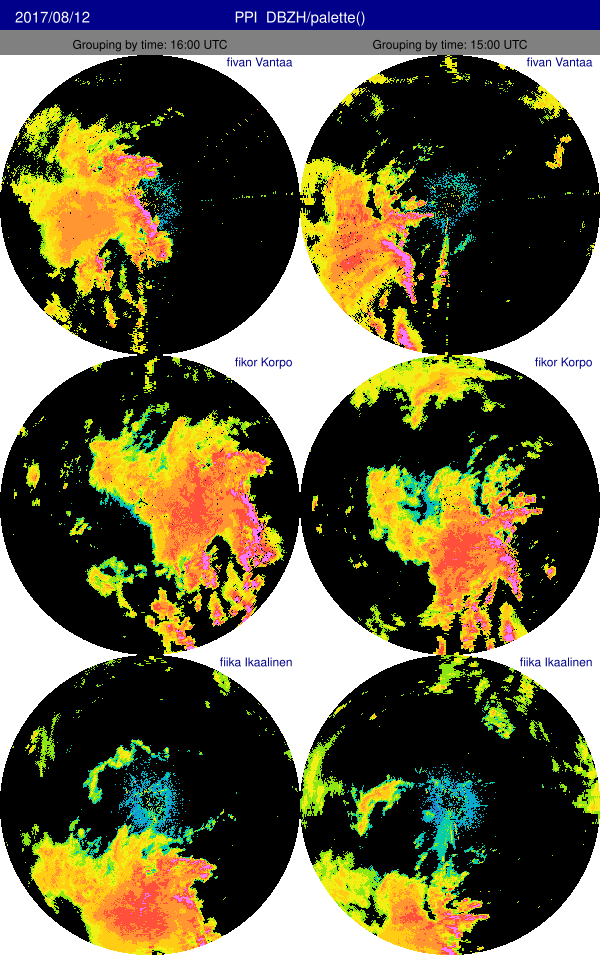 2017/08/12 PPI DBZH/palette()
Grouping by time: 16:00 UTC Grouping by time: 15:00 UTC
fivan Vantaa fivan Vantaa
fikor Korpo fikor Korpo
fiika Ikaalinen fiika Ikaalinen